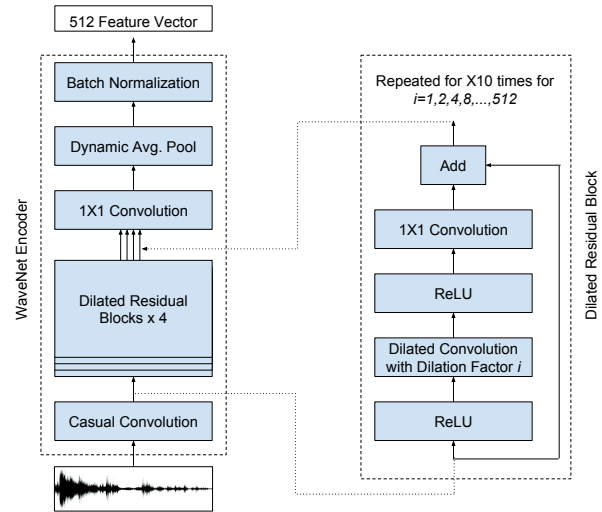 512 Feature Vector
Batch Normalization
Dynamic Avg. Pool
1X1 Convolution
Dilated Residual
Blocks x 4
Casual Convolution
WaveNet Encoder
Repeated for X10 times for
i=1,2,4,8,...,512
Add
1X1 Convolution
ReLU
Dilated Convolution
with Dilation Factor i
ReLU
Dilated Residual Block